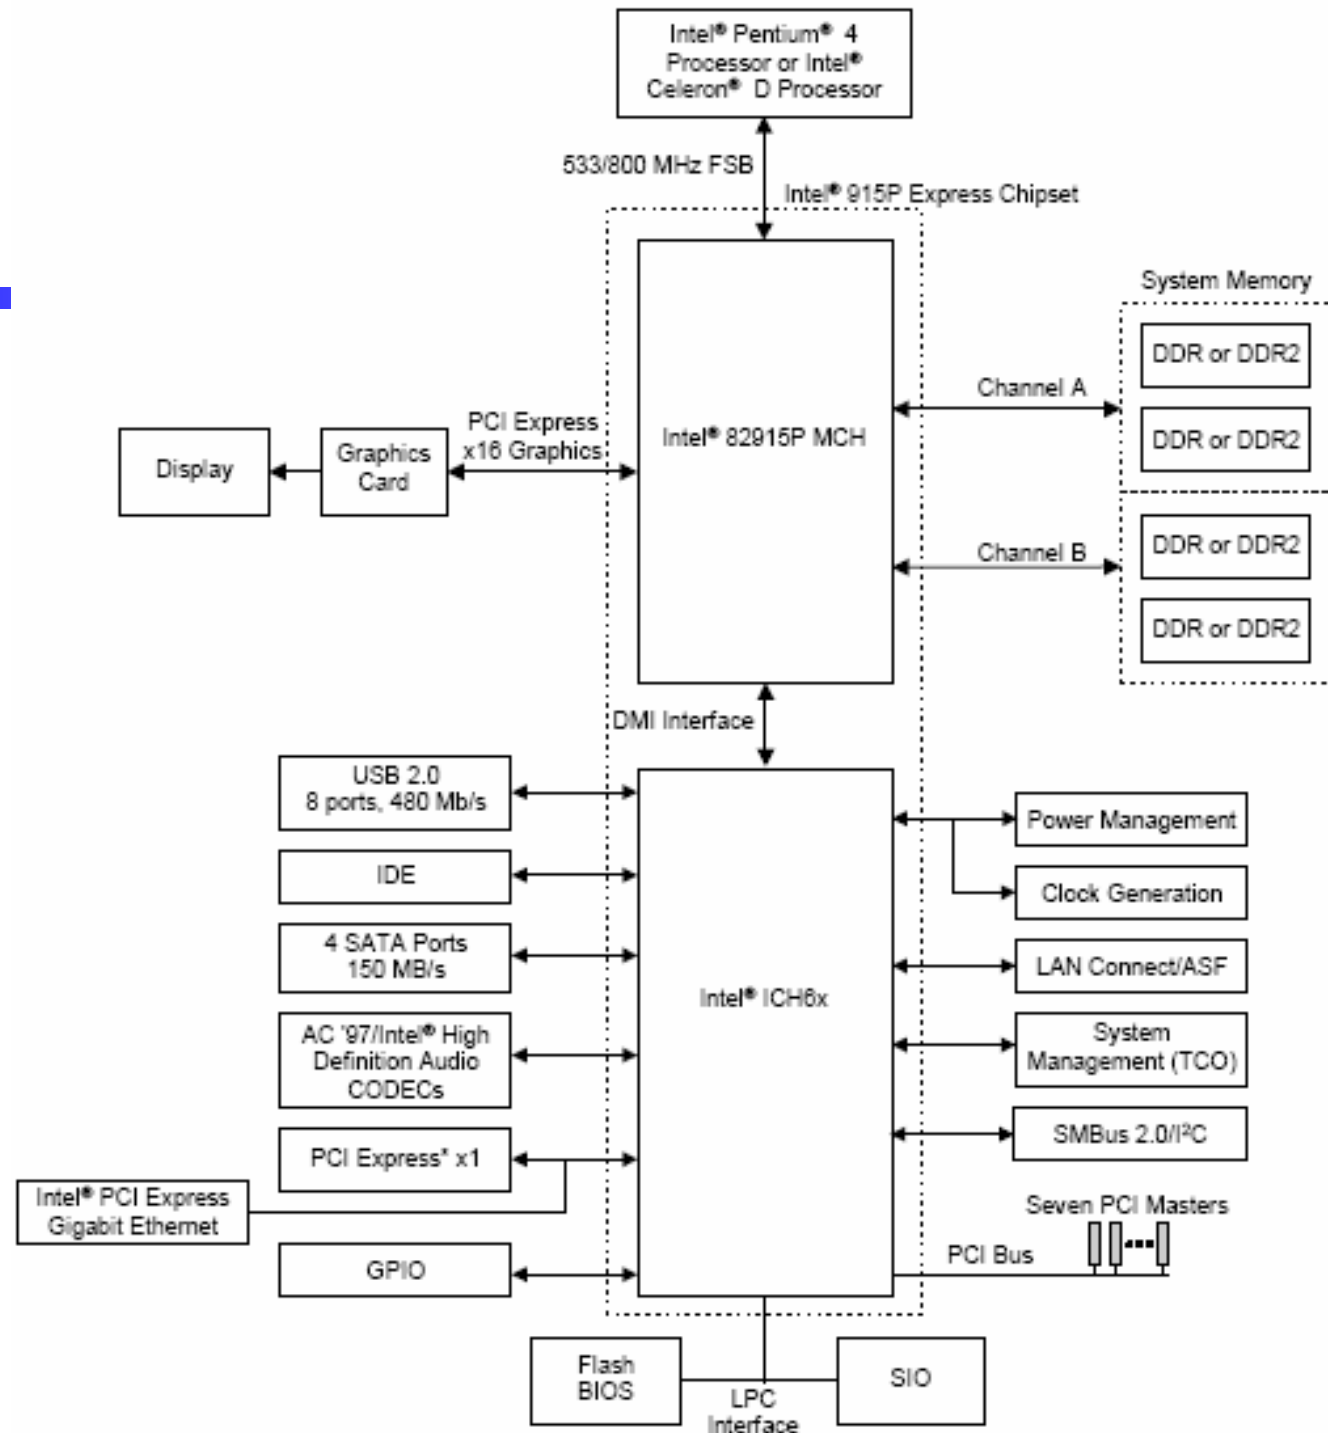 Intel® Pentium® 4
Processor or Intel®
Celeron® D Processor
533/800 MHz FSB
Intel® 915P Express Chipset
System Memory
DDR or DDR2
Channel A
DDR or DDR2
PCI Express
x16 Graphics
Intel® 82915P MCH
Display
Graphics
Card
DDR or DDR2
Channel B
DDR or DDR2
DMI Interface
USB 2.0
8 ports, 480 Mb/s
Power Management
IDE
Clock Generation
4 SATA Ports
150 MB/s
LAN Connect/ASF
Intel® ICH6x
AC '97/Intel® High
Definition Audio
CODECs
System
Management (TCO)
PCI Express* x1
SMBus 2.0/I²C
Intel® PCI Express
Gigabit Ethernet
Seven PCI Masters
GPIO
PCI Bus
Flash
BIOS
SIO
LPC
Interface